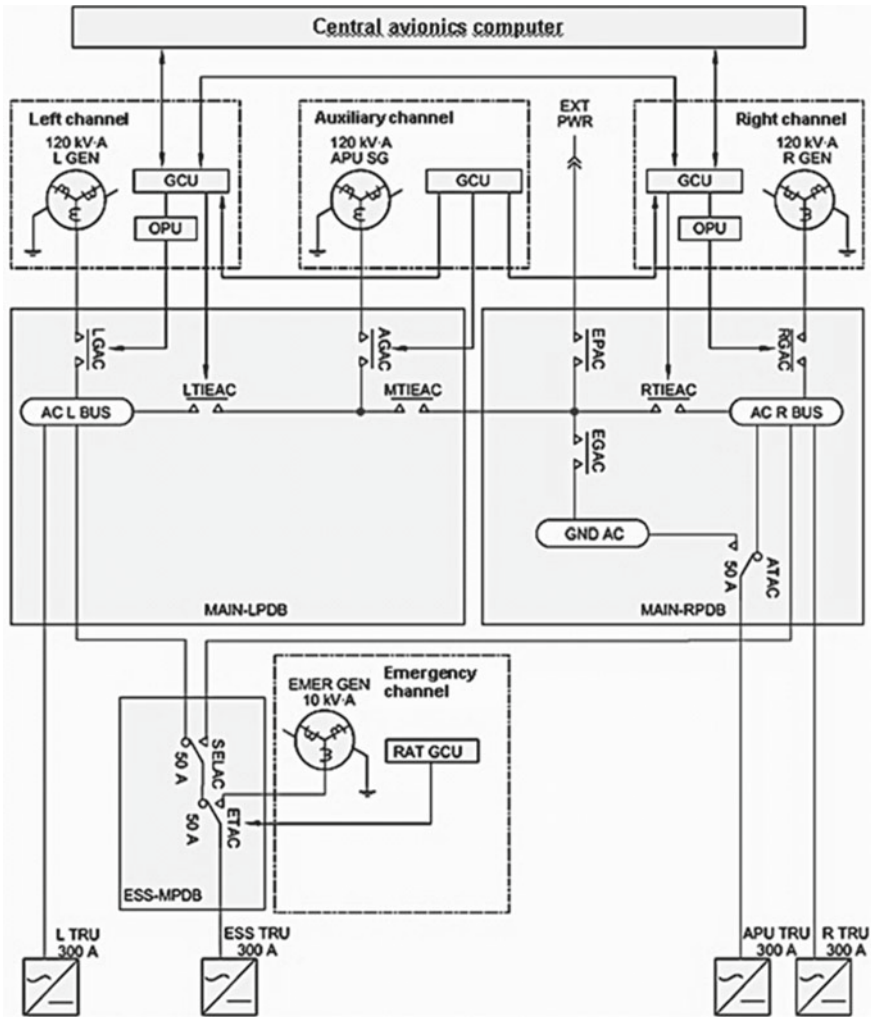 Central avionics computer
Left channel
120 kV·A
L GEN
GCU
OPU
Auxiliary channel
120 kV·A
APU SG
GCU
EXT
PWR
Right channel
120 kV·A
R GEN
GCU
OPU
LGAC
AGAC
EPAC
RGAC
LTIEAC
MTIEAC
RTIEAC
AC L BUS
AC R BUS
EGAC
GND AC
50 A
ATAC
MAIN-LPDB
MAIN-RPDB
Emergency
channel
EMER GEN
10 kV·A
RAT GCU
SELAC
50 A
ETAC
50 A
ESS-MPDB
L TRU
300 A
ESS TRU
300 A
APU TRU
300 A
R TRU
300 A